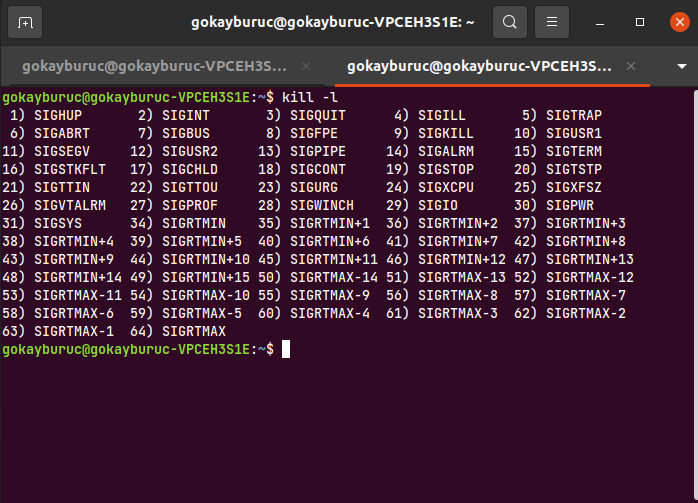 gokayburuc@gokayburuc-VPCEH3S1E: ~
gokayburuc@gokayburuc-VPCEH3S... × gokayburuc@gokayburuc-VPCEH3S... ×
gokayburuc@gokayburuc-VPCEH3S1E:~$ kill -l
 1) SIGHUP	 2) SIGINT	 3) SIGQUIT	 4) SIGILL	 5) SIGTRAP
 6) SIGABRT	 7) SIGBUS	 8) SIGFPE	 9) SIGKILL	10) SIGUSR1
11) SIGSEGV	12) SIGUSR2	13) SIGPIPE	14) SIGALRM	15) SIGTERM
16) SIGSTKFLT	17) SIGCHLD	18) SIGCONT	19) SIGSTOP	20) SIGTSTP
21) SIGTTIN	22) SIGTTOU	23) SIGURG	24) SIGXCPU	25) SIGXFSZ
26) SIGVTALRM	27) SIGPROF	28) SIGWINCH	29) SIGIO	30) SIGPWR
31) SIGSYS	34) SIGRTMIN	35) SIGRTMIN+1	36) SIGRTMIN+2	37) SIGRTMIN+3
38) SIGRTMIN+4	39) SIGRTMIN+5	40) SIGRTMIN+6	41) SIGRTMIN+7	42) SIGRTMIN+8
43) SIGRTMIN+9	44) SIGRTMIN+10	45) SIGRTMIN+11	46) SIGRTMIN+12	47) SIGRTMIN+13
48) SIGRTMIN+14	49) SIGRTMIN+15	50) SIGRTMAX-14	51) SIGRTMAX-13	52) SIGRTMAX-12
53) SIGRTMAX-11	54) SIGRTMAX-10	55) SIGRTMAX-9	56) SIGRTMAX-8	57) SIGRTMAX-7
58) SIGRTMAX-6	59) SIGRTMAX-5	60) SIGRTMAX-4	61) SIGRTMAX-3	62) SIGRTMAX-2
63) SIGRTMAX-1	64) SIGRTMAX
gokayburuc@gokayburuc-VPCEH3S1E:~$